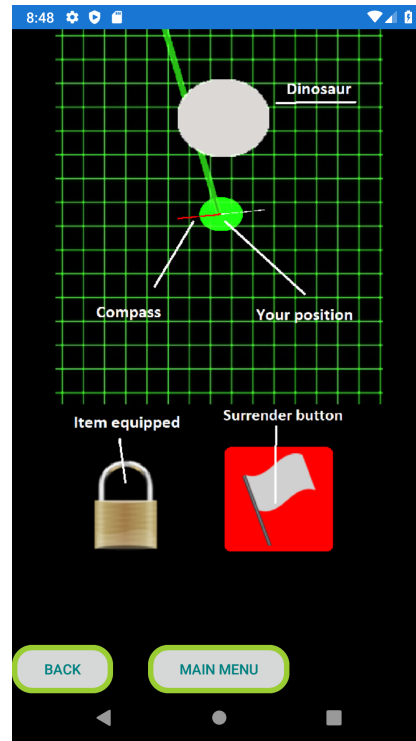 8:48
Dinosaur
Compass
Your position
Item equipped
Surrender button
BACK
MAIN MENU